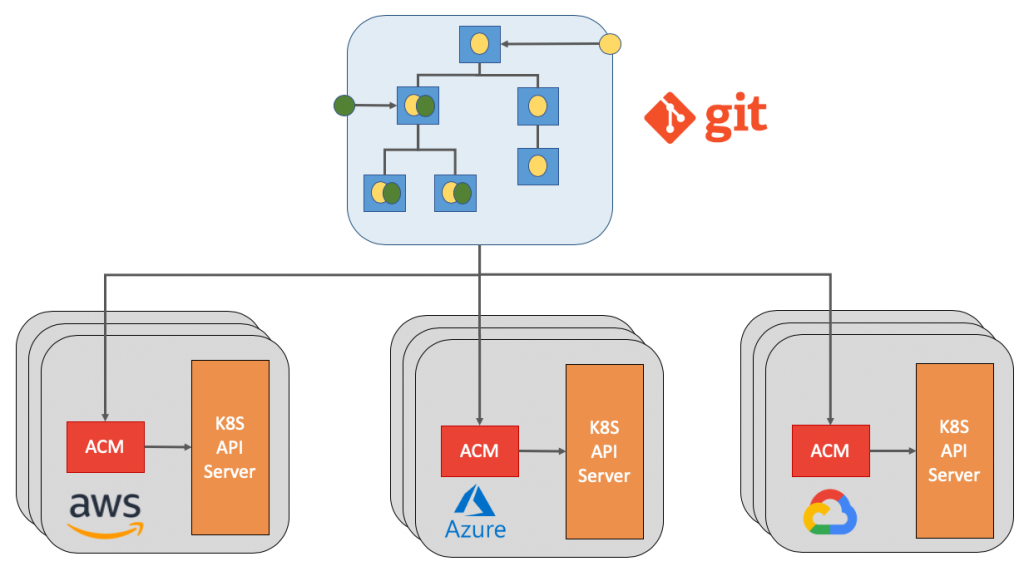 git
ACM
K8S
API
Server
aws
ACM
K8S
API
Server
Azure
ACM
K8S
API
Server